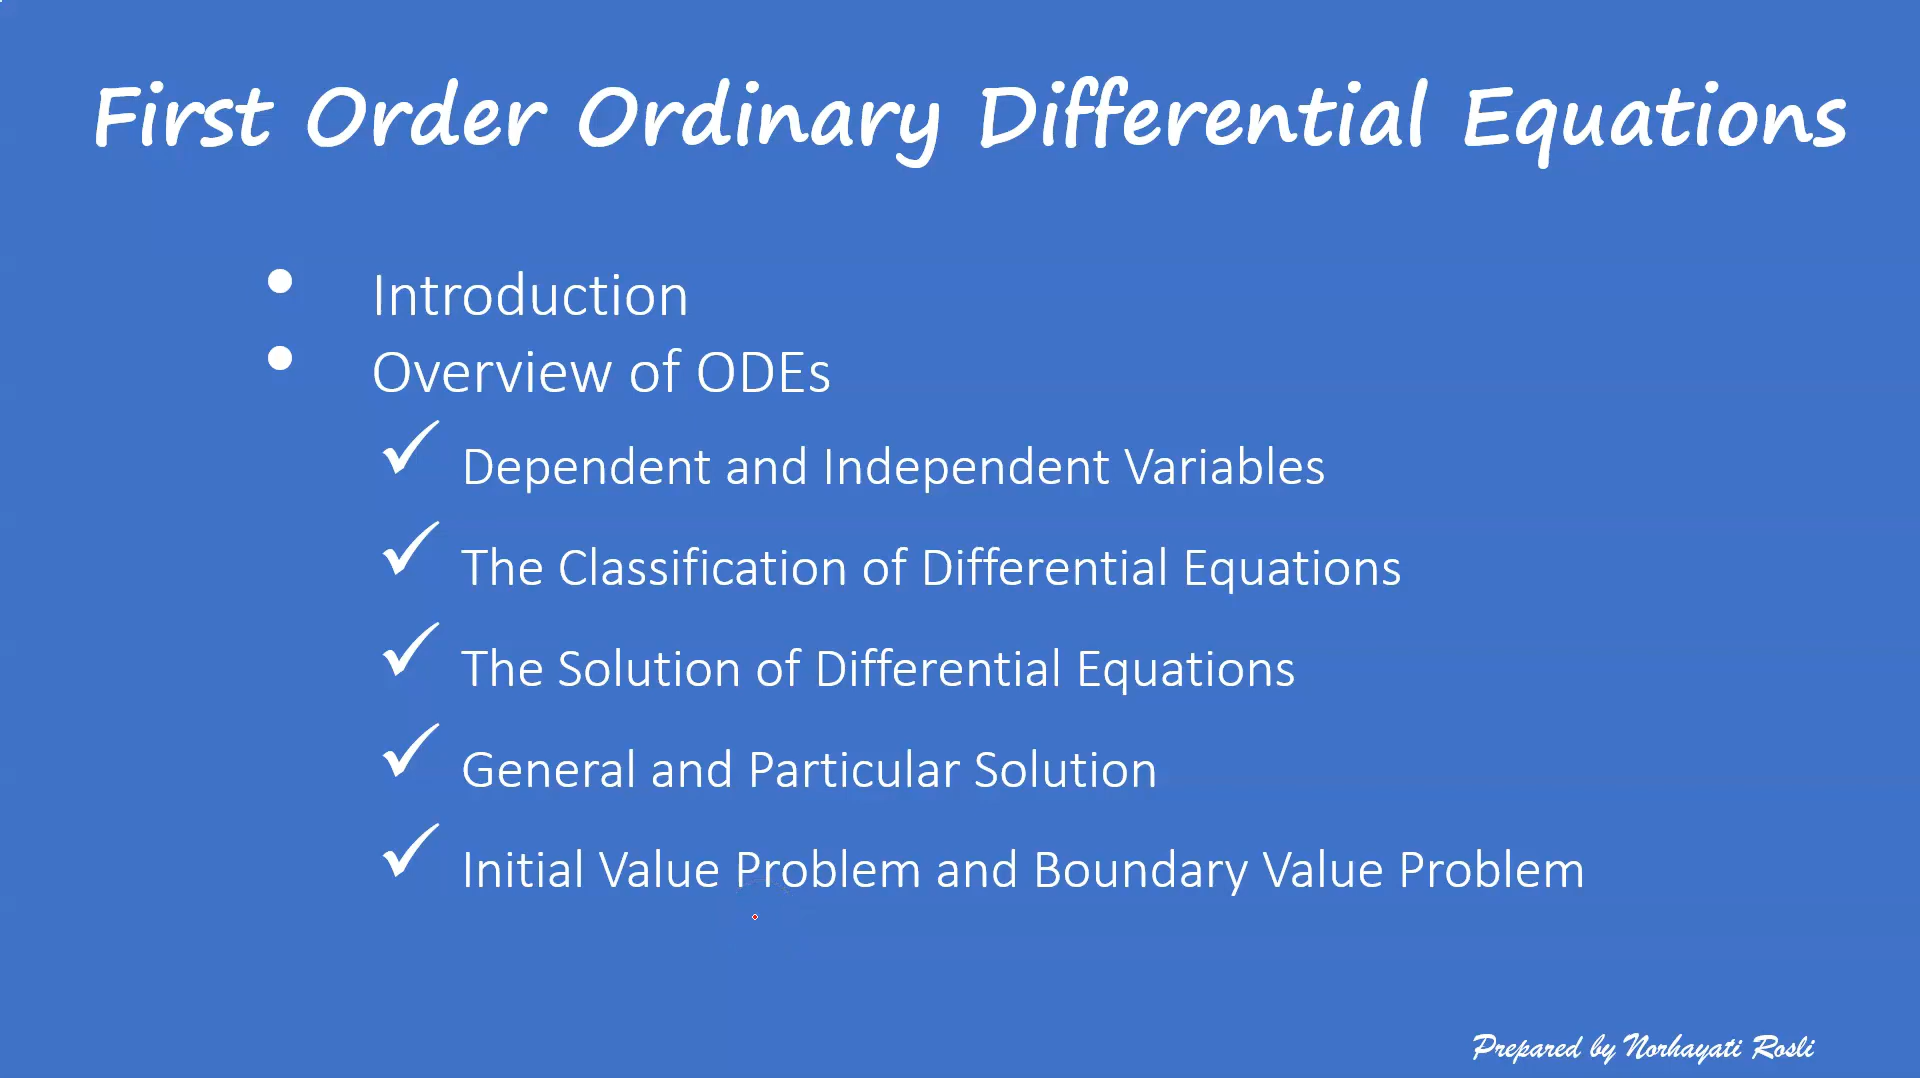 First Order Ordinary Differential Equations
• Introduction
• Overview of ODEs
✓ Dependent and Independent Variables
✓ The Classification of Differential Equations
✓ The Solution of Differential Equations
✓ General and Particular Solution
✓ Initial Value Problem and Boundary Value Problem
Prepared by Norhayati Rosli